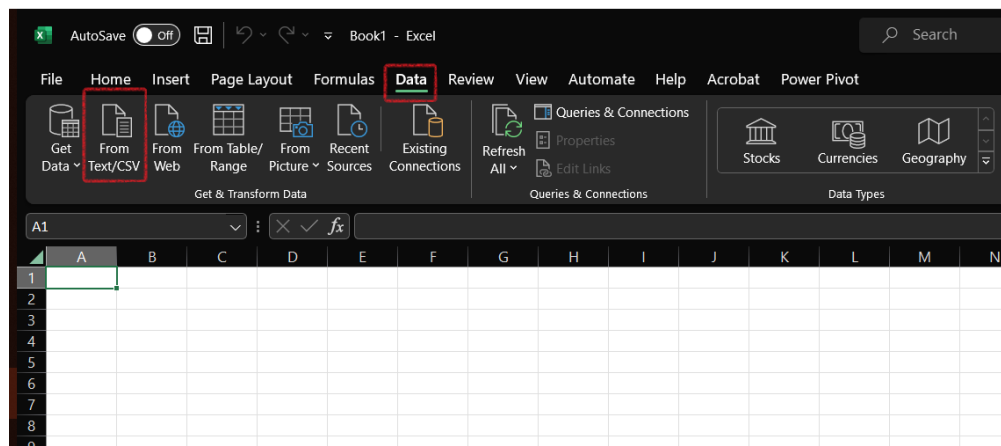 AutoSave Off Book1 - Excel Search
File Home Insert Page Layout Formulas Data Review View Automate Help Acrobat Power Pivot
Get Data
From Text/CSV
From Web
From Table/ Range
From Picture
Recent Sources
Existing Connections
Get & Transform Data
Refresh All
Queries & Connections
Properties
Edit Links
Queries & Connections
Stocks
Currencies
Geography
Data Types
A1 fx
A B C D E F G H I J K L M N
1
2
3
4
5
6
7
8
9